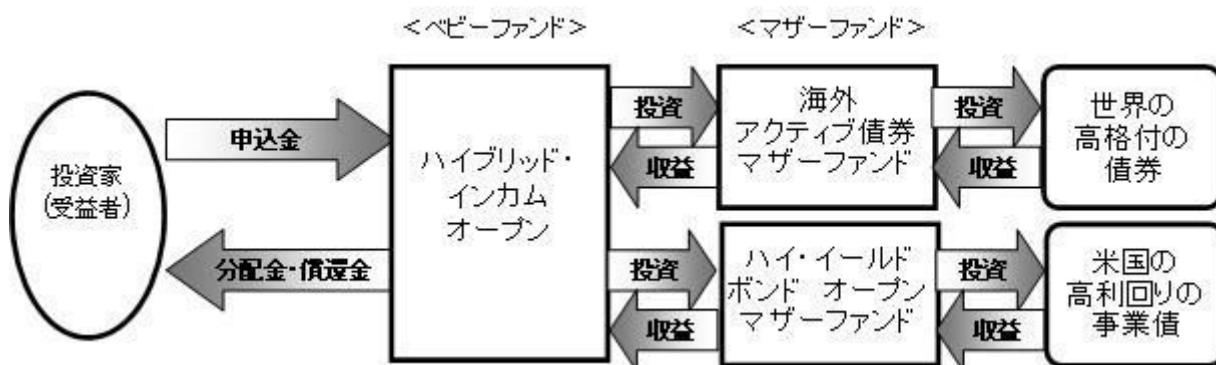 <ベビーファンド>
<マザーファンド>
投資家
(受益者)
申込金
分配金・償還金
ハイブリッド・
インカム
オープン
投資
収益
投資
収益
海外
アクティブ債券
マザーファンド
投資
収益
世界の
高格付の
債券
ハイ・イールド
ボンド オープン
マザーファンド
投資
収益
米国の
高利回りの
事業債